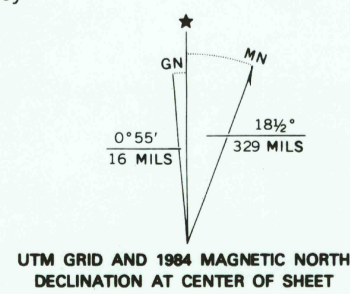 ★
GN
MN
0°55'
16 MILS
18½°
329 MILS
UTM GRID AND 1984 MAGNETIC NORTH
DECLINATION AT CENTER OF SHEET